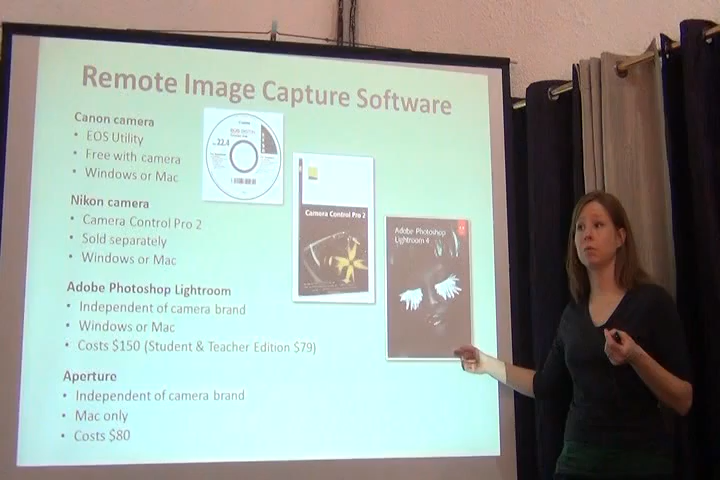 Remote Image Capture Software
Canon camera
• EOS Utility
• Free with camera
• Windows or Mac
Nikon camera
• Camera Control Pro 2
• Sold separately
• Windows or Mac
Adobe Photoshop Lightroom
• Independent of camera brand
• Windows or Mac
• Costs $150 (Student & Teacher Edition $79)
Aperture
• Independent of camera brand
• Mac only
• Costs $80
22.4
Camera Control Pro 2
Adobe Photoshop
Lightroom 4